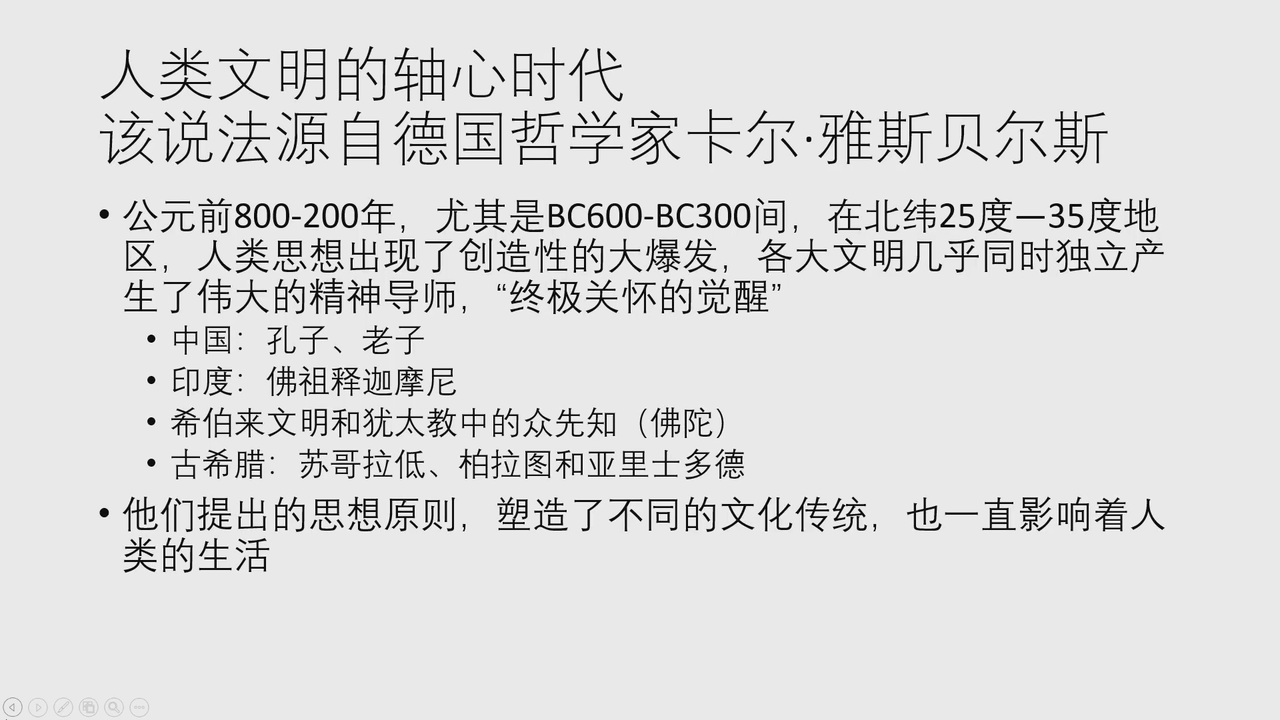 人类文明的轴心时代
该说法源自德国哲学家卡尔·雅斯贝尔斯
• 公元前800-200年，尤其是BC600-BC300间，在北纬25度—35度地
区，人类思想出现了创造性的大爆发，各大文明几乎同时独立产
生了伟大的精神导师，“终极关怀的觉醒”
• 中国：孔子、老子
• 印度：佛祖释迦摩尼
• 希伯来文明和犹太教中的众先知（佛陀）
• 古希腊：苏哥拉低、柏拉图和亚里士多德
• 他们提出的思想原则，塑造了不同的文化传统，也一直影响着人
类的生活